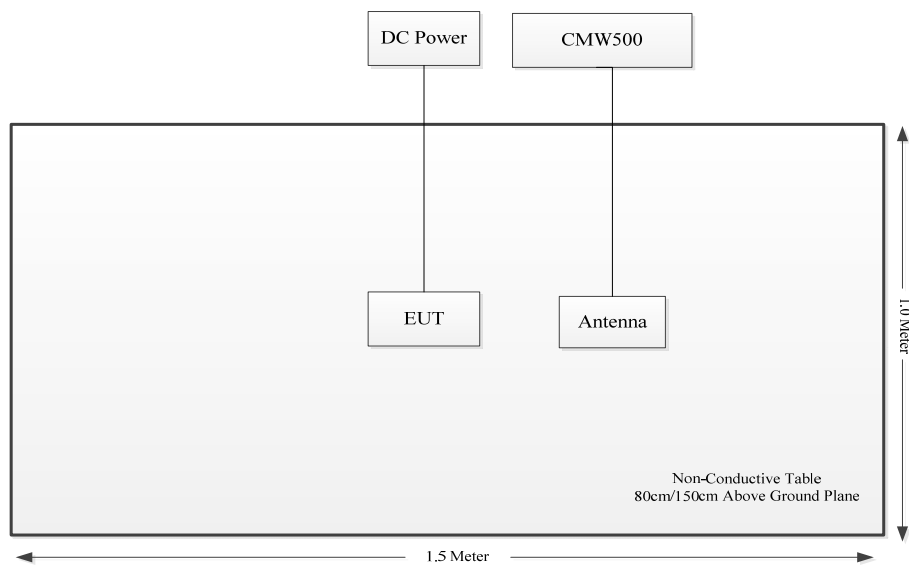 DC Power
CMW500
EUT
Antenna
1.0 Meter
Non-Conductive Table
80cm/150cm Above Ground Plane
1.5 Meter